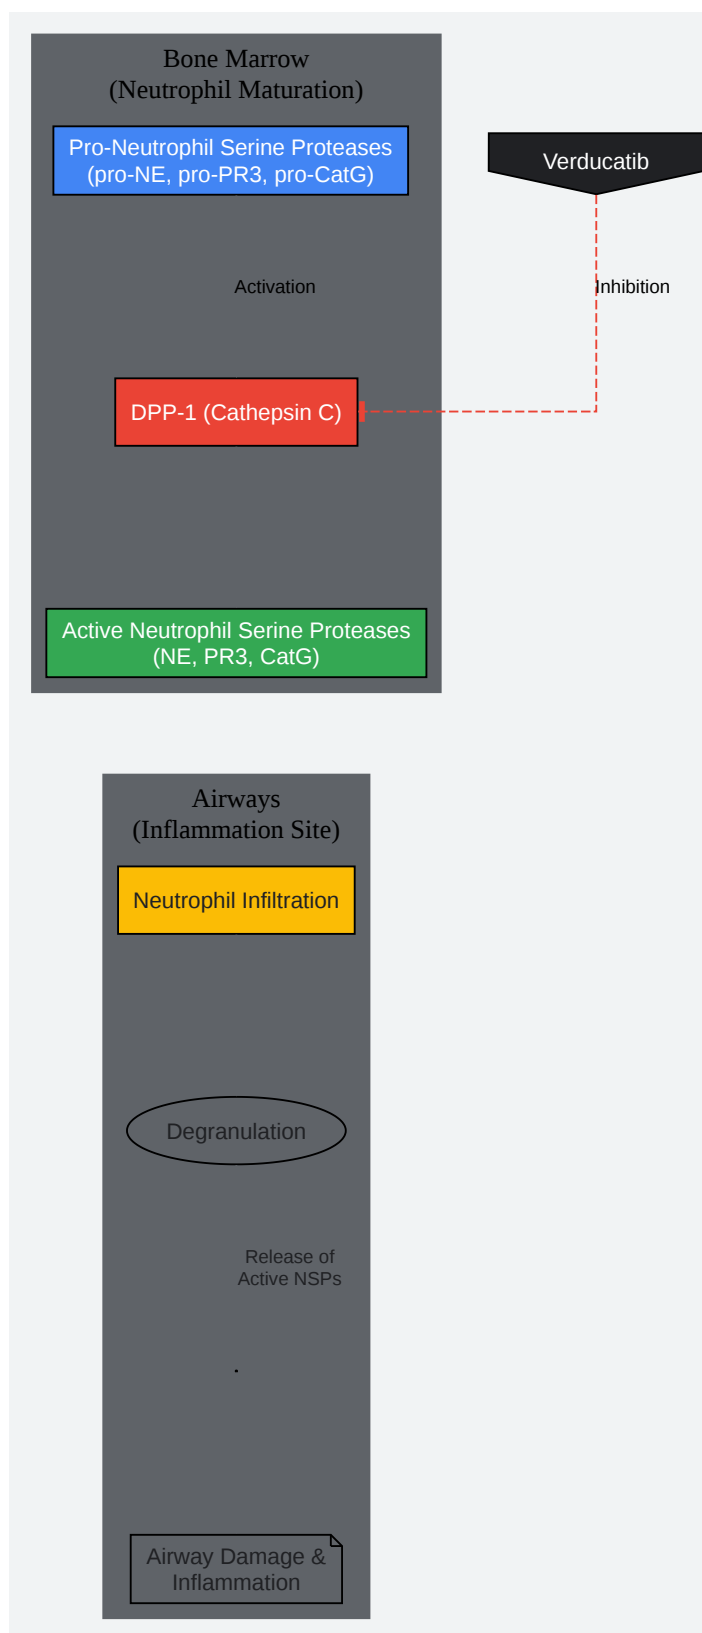 Bone Marrow
(Neutrophil Maturation)
Pro-Neutrophil Serine Proteases
(pro-NE, pro-PR3, pro-CatG)
Verducatib
Activation
Inhibition
DPP-1 (Cathepsin C)
Active Neutrophil Serine Proteases
(NE, PR3, CatG)
Airways
(Inflammation Site)
Neutrophil Infiltration
Degranulation
Release of
Active NSPs
Airway Damage &
Inflammation